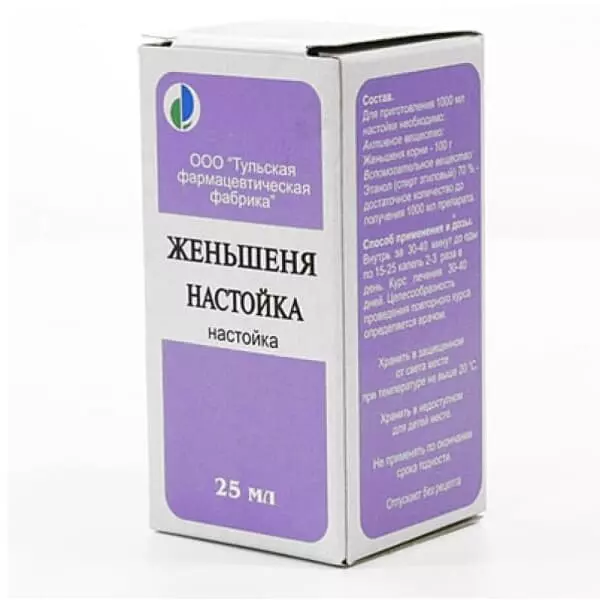 ООО "Тульская
фармацевтическая
фабрика"
ЖЕНЬШЕНЯ
НАСТОЙКА
настойка
25 мл
Состав.
Для приготовления 1000 мл
настойки необходимо:
Активное вещество:
Женьшеня корни - 100 г
Вспомогательное вещество:
Этанол (спирт этиловый) 70 % -
достаточное количество до
получения 1000 мл препарата.
Способ применения и дозы.
Внутрь за 30-40 минут до еды
по 15-25 капель 2-3 раза в
день. Курс лечения 30-40
дней. Целесообразность
проведения повторного курса
определяется врачом.
Хранить в защищенном
от света месте
при температуре не выше 20 °С.
Хранить в недоступном
для детей месте.
Не применять по окончании
срока годности.
Отпускают без рецепта